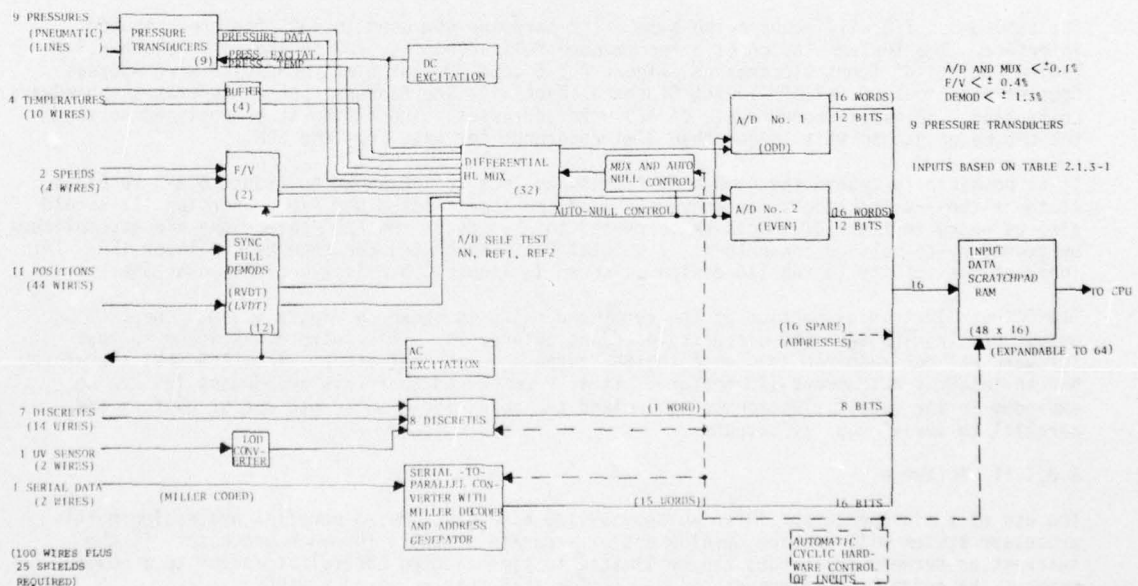 9 PRESSURES
(PNEUMATIC)
(LINES
PRESSURE
TRANSDUCERS
(9)
PRESSURE DATA
PRESS. EXCITAT.
PRESS. TEMP
DC
EXCITATION
4 TEMPERATURES
(10 WIRES)
BUFFER
(4)
2 SPEEDS
(4 WIRES)
F/V
(2)
11 POSITIONS
(44 WIRES)
SYNC
FULL
DEMODS
(RVDT)
(LVDT)
(12)
DIFFERENTIAL
HL MUX
(32)
MUX AND AUTO
NULL CONTROL
AUTO-NULL CONTROL
A/D SELF TEST
AN, REF1, REF2
A/D No. 1
(ODD)
16 WORDS
12 BITS
A/D No. 2
(EVEN)
(16 WORDS)
12 BITS
A/D AND MUX < ±0.1%
F/V < ± 0.4%
DEMOD < ± 1.3%
9 PRESSURE TRANSDUCERS
INPUTS BASED ON TABLE 2.1.3-1
16
INPUT
DATA
SCRATCHPAD
RAM
(48 x 16)
TO CPU
(EXPANDABLE TO 64)
(16 SPARE)
(ADDRESSES)
AC
EXCITATION
7 DISCRETES
(14 WIRES)
8 DISCRETES
(1 WORD)
8 BITS
1 UV SENSOR
(2 WIRES)
LOD
CONV-
ERTER
1 SERIAL DATA
(2 WIRES)
(MILLER CODED)
SERIAL -TO-
PARALLEL CON-
VERTER WITH
MILLER DECODER
AND ADDRESS
GENERATOR
(15 WORDS)
16 BITS
AUTOMATIC
CYCLIC HARD-
WARE CONTROL
OF INPUTS
(100 WIRES PLUS
25 SHIELDS
REQUIRED)